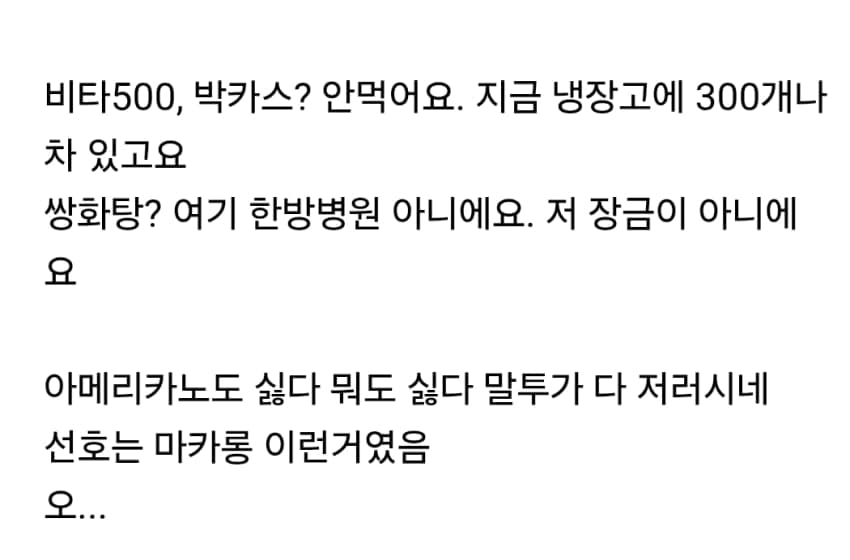 비타500, 박카스? 안먹어요. 지금 냉장고에 300개나
차 있고요
쌍화탕? 여기 한방병원 아니에요. 저 장금이 아니에
요
아메리카노도 싫다 뭐도 싫다 말투가 다 저러시네
선호는 마카롱 이런거였음
오...